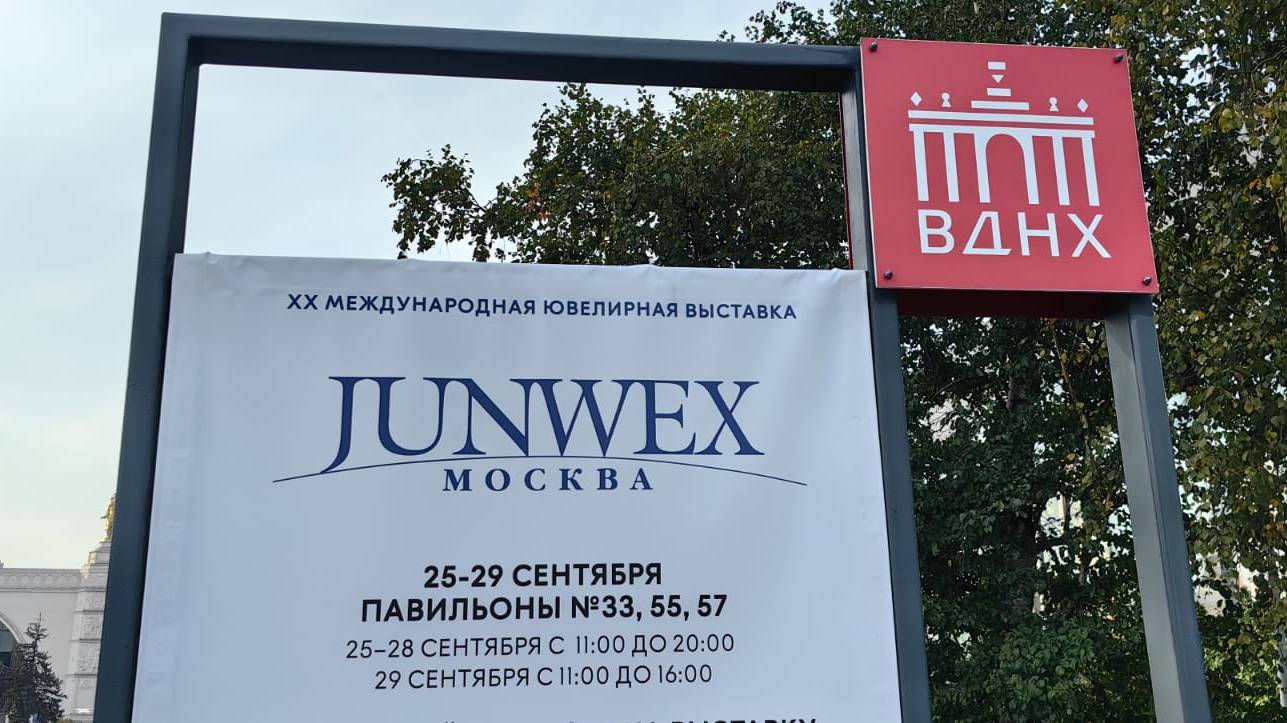 ВДНХ
XX МЕЖДУНАРОДНАЯ ЮВЕЛИРНАЯ ВЫСТАВКА
JUNWEX
МОСКВА
25-29 СЕНТЯБРЯ
ПАВИЛЬОНЫ №33, 55, 57
25–28 СЕНТЯБРЯ С 11:00 ДО 20:00
29 СЕНТЯБРЯ С 11:00 ДО 16:00
ВЫСТАВКУ